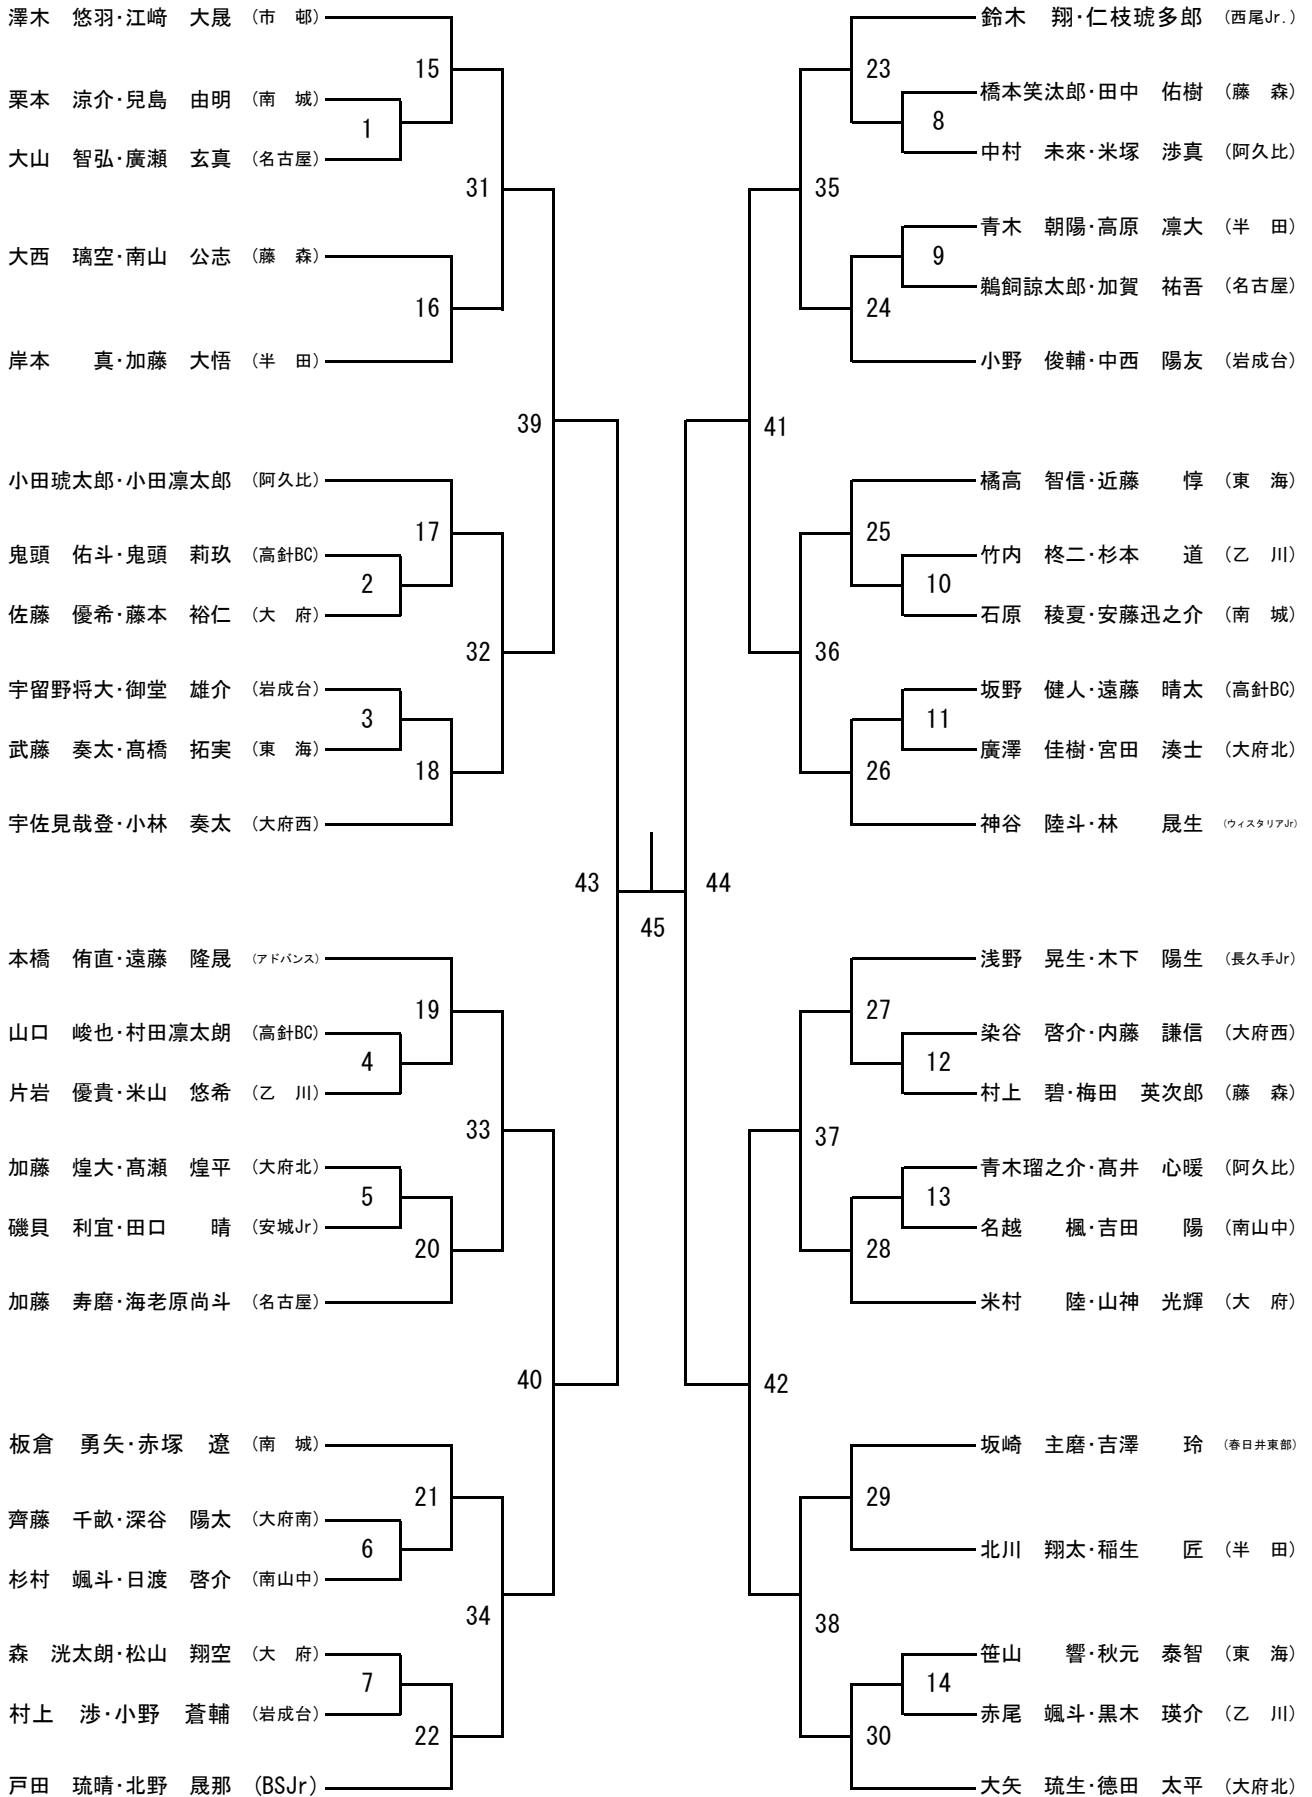 澤木　悠羽・江﨑　大晟　（市　邨）
15
栗本　涼介・兒島　由明　（南　城）
1
大山　智弘・廣瀬　玄真　（名古屋）
31
大西　璃空・南山　公志　（藤　森）
16
岸本　　真・加藤　大悟　（半　田）
39
小田琥太郎・小田凛太郎　（阿久比）
17
鬼頭　佑斗・鬼頭　莉玖　（高針BC）
2
佐藤　優希・藤本　裕仁　（大　府）
32
宇留野将大・御堂　雄介　（岩成台）
3
武藤　奏太・髙橋　拓実　（東　海）
18
宇佐見哉登・小林　奏太　（大府西）
43
本橋　侑直・遠藤　隆晟　（アドバンス）
19
山口　峻也・村田凛太朗　（高針BC）
4
片岩　優貴・米山　悠希　（乙　川）
33
加藤　煌大・髙瀬　煌平　（大府北）
5
磯貝　利宜・田口　　晴　（安城Jr）
20
加藤　寿磨・海老原尚斗　（名古屋）
40
板倉　勇矢・赤塚　遼　（南　城）
21
齊藤　千畝・深谷　陽太　（大府南）
6
杉村　颯斗・日渡　啓介　（南山中）
34
森　洸太朗・松山　翔空　（大　府）
7
村上　渉・小野　蒼輔　（岩成台）
22
戸田　琉晴・北野　晟那　（BSJr）
45
鈴木　翔・仁枝琥多郎　（西尾Jr.）
23
橋本笑汰郎・田中　佑樹　（藤　森）
8
中村　未來・米塚　渉真　（阿久比）
35
青木　朝陽・高原　凛大　（半　田）
9
鵜飼諒太郎・加賀　祐吾　（名古屋）
24
小野　俊輔・中西　陽友　（岩成台）
41
橘高　智信・近藤　　惇　（東　海）
25
竹内　柊二・杉本　　道　（乙　川）
10
石原　稜夏・安藤迅之介　（南　城）
36
坂野　健人・遠藤　晴太　（高針BC）
11
廣澤　佳樹・宮田　湊士　（大府北）
26
神谷　陸斗・林　　晟生　（ウィスタリアJr）
44
浅野　晃生・木下　陽生　（長久手Jr）
27
染谷　啓介・内藤　謙信　（大府西）
12
村上　碧・梅田　英次郎　（藤　森）
37
青木瑠之介・髙井　心暖　（阿久比）
13
名越　　楓・吉田　　陽　（南山中）
28
米村　　陸・山神　光輝　（大　府）
42
坂崎　主磨・吉澤　　玲　（春日井東部）
29
北川　翔太・稲生　　匠　（半　田）
38
笹山　　響・秋元　泰智　（東　海）
14
赤尾　颯斗・黒木　瑛介　（乙　川）
30
大矢　琉生・德田　太平　（大府北）